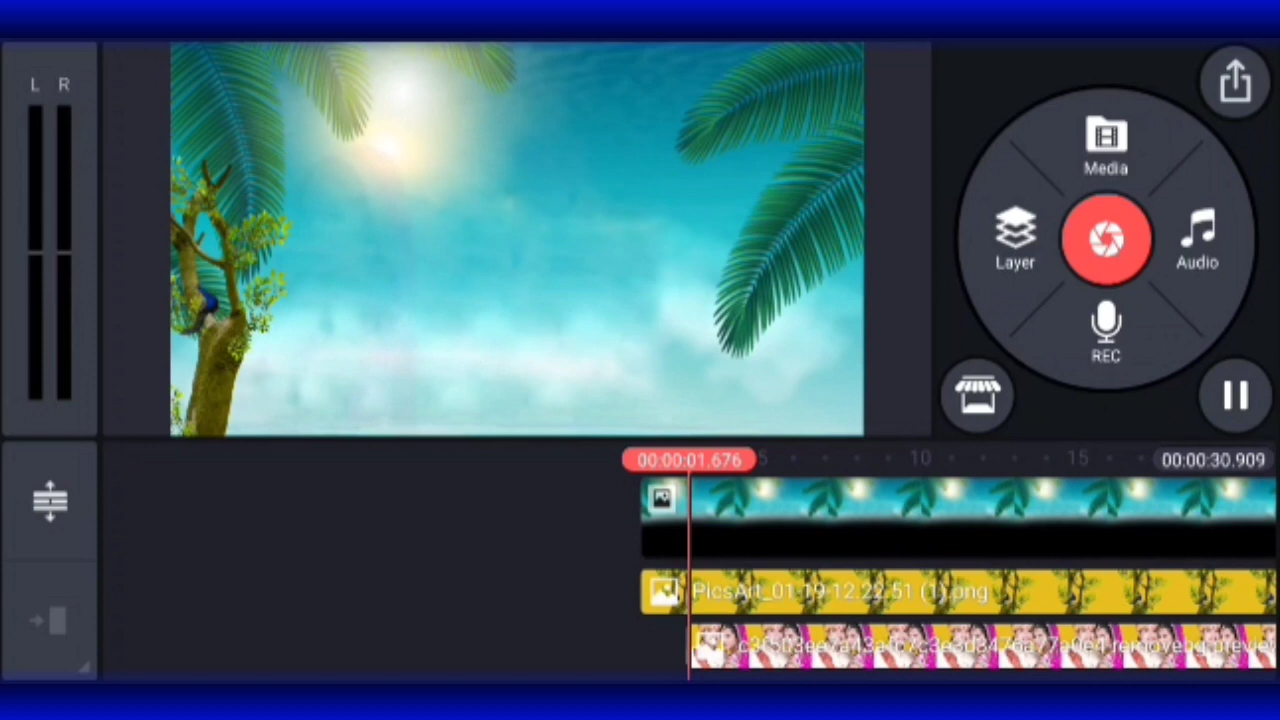 L R
Media
Layer
Audio
REC
00:00:01.676
5
10
15
00:00:30.909
PicsArt_01-19-12.22.51 (1).png